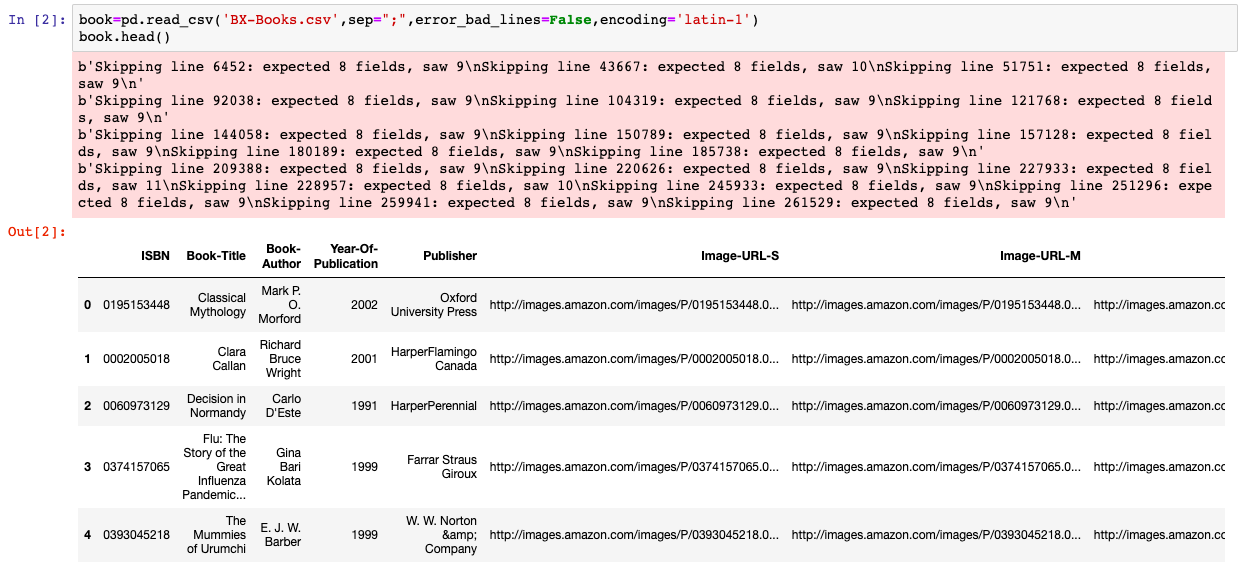 In [2]: book=pd.read_csv('BX-Books.csv',sep=";",error_bad_lines=False,encoding='latin-1')
book.head()
b'Skipping line 6452: expected 8 fields, saw 9\nSkipping line 43667: expected 8 fields, saw 10\nSkipping line 51751: expected 8 fields,
saw 9\n'
b'Skipping line 92038: expected 8 fields, saw 9\nSkipping line 104319: expected 8 fields, saw 9\nSkipping line 121768: expected 8 field
s, saw 9\n'
b'Skipping line 144058: expected 8 fields, saw 9\nSkipping line 150789: expected 8 fields, saw 9\nSkipping line 157128: expected 8 fiel
ds, saw 9\nSkipping line 180189: expected 8 fields, saw 9\nSkipping line 185738: expected 8 fields, saw 9\n'
b'Skipping line 209388: expected 8 fields, saw 9\nSkipping line 220626: expected 8 fields, saw 9\nSkipping line 227933: expected 8 fiel
ds, saw 11\nSkipping line 228957: expected 8 fields, saw 10\nSkipping line 245933: expected 8 fields, saw 9\nSkipping line 251296: expe
cted 8 fields, saw 9\nSkipping line 259941: expected 8 fields, saw 9\nSkipping line 261529: expected 8 fields, saw 9\n'
Out[2]:
ISBN Book-Title Book-
Author Year-Of-
Publication Publisher Image-URL-S Image-URL-M
0 0195153448 Classical
Mythology Mark P.
O.
Morford 2002 Oxford
University Press http://images.amazon.com/images/P/0195153448.0... http://images.amazon.com/images/P/0195153448.0... http://images.amazon.cc
1 0002005018 Clara
Callan Richard
Bruce
Wright 2001 HarperFlamingo
Canada http://images.amazon.com/images/P/0002005018.0... http://images.amazon.com/images/P/0002005018.0... http://images.amazon.cc
2 0060973129 Decision in
Normandy Carlo
D'Este 1991 HarperPerennial http://images.amazon.com/images/P/0060973129.0... http://images.amazon.com/images/P/0060973129.0... http://images.amazon.cc
3 0374157065 Flu: The
Story of the
Great
Influenza
Pandemic... Gina
Bari
Kolata 1999 Farrar Straus
Giroux http://images.amazon.com/images/P/0374157065.0... http://images.amazon.com/images/P/0374157065.0... http://images.amazon.cc
4 0393045218 The
Mummies
of Urumchi E. J. W.
Barber 1999 W. W. Norton
&amp;
Company http://images.amazon.com/images/P/0393045218.0... http://images.amazon.com/images/P/0393045218.0... http://images.amazon.cc